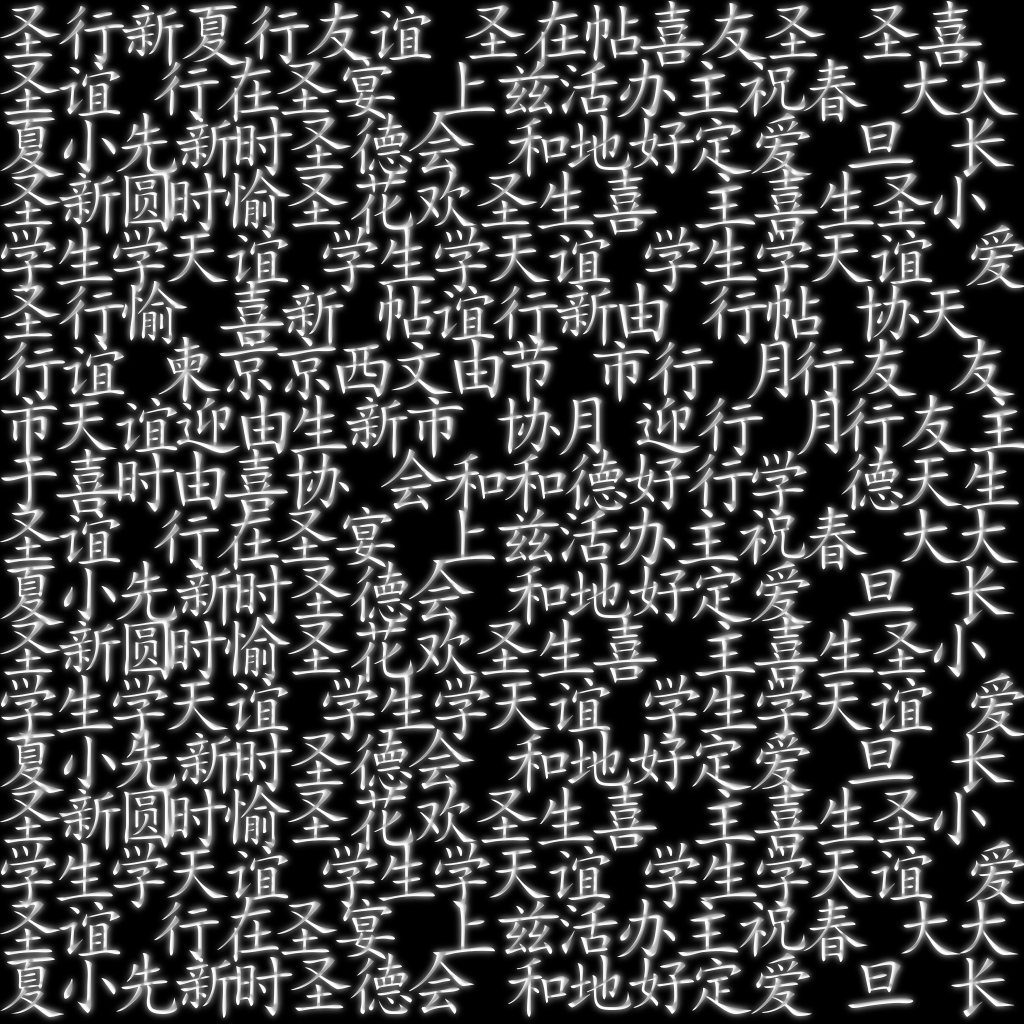 圣行新夏行友谊 圣在帖喜友圣 圣喜
圣谊 行在圣宴 上兹活办主祝春 大大
夏小先新时圣德会 和地好定爱 旦 长
圣新圆时愉圣花欢圣生喜 主喜生圣小
学生学天谊 学生学天谊 学生学天谊 爱
圣行愉 喜新 帖谊行新由 行帖 协天
行谊 柬京京西文由节 市行 月行友 友
市天谊迎由生新市 协月 迎行 月行友主
于喜时由喜协 会和和德好行学 德天生
圣谊 行在圣宴 上兹活办主祝春 大大
夏小先新时圣德会 和地好定爱 旦 长
圣新圆时愉圣花欢圣生喜 主喜生圣小
学生学天谊 学生学天谊 学生学天谊 爱
夏小先新时圣德会 和地好定爱 旦 长
圣新圆时愉圣花欢圣生喜 主喜生圣小
学生学天谊 学生学天谊 学生学天谊 爱
圣谊 行在圣宴 上兹活办主祝春 大大
夏小先新时圣德会 和地好定爱 旦 长